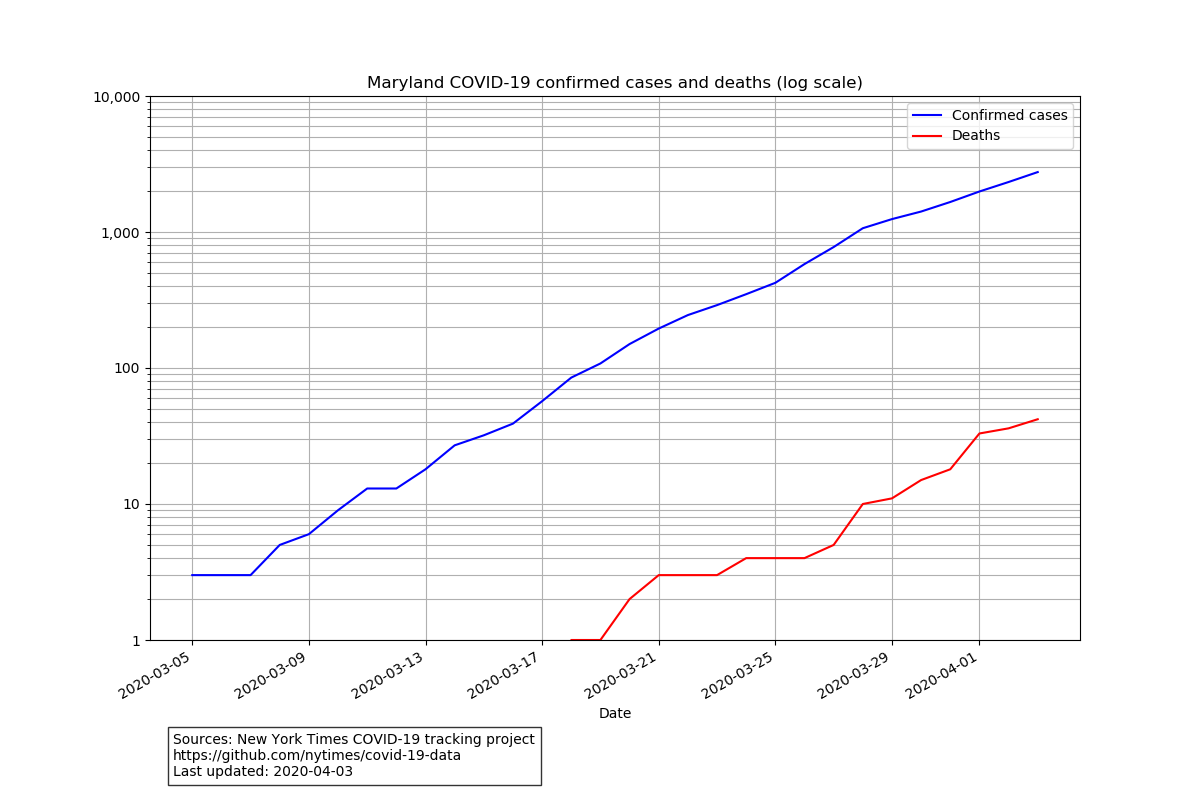 Maryland COVID-19 confirmed cases and deaths (log scale)
10,000
1,000
100
10
1
Confirmed cases
Deaths
2020-03-05
2020-03-09
2020-03-13
2020-03-17
2020-03-21
2020-03-25
2020-03-29
2020-04-01
Date
Sources: New York Times COVID-19 tracking project
https://github.com/nytimes/covid-19-data
Last updated: 2020-04-03